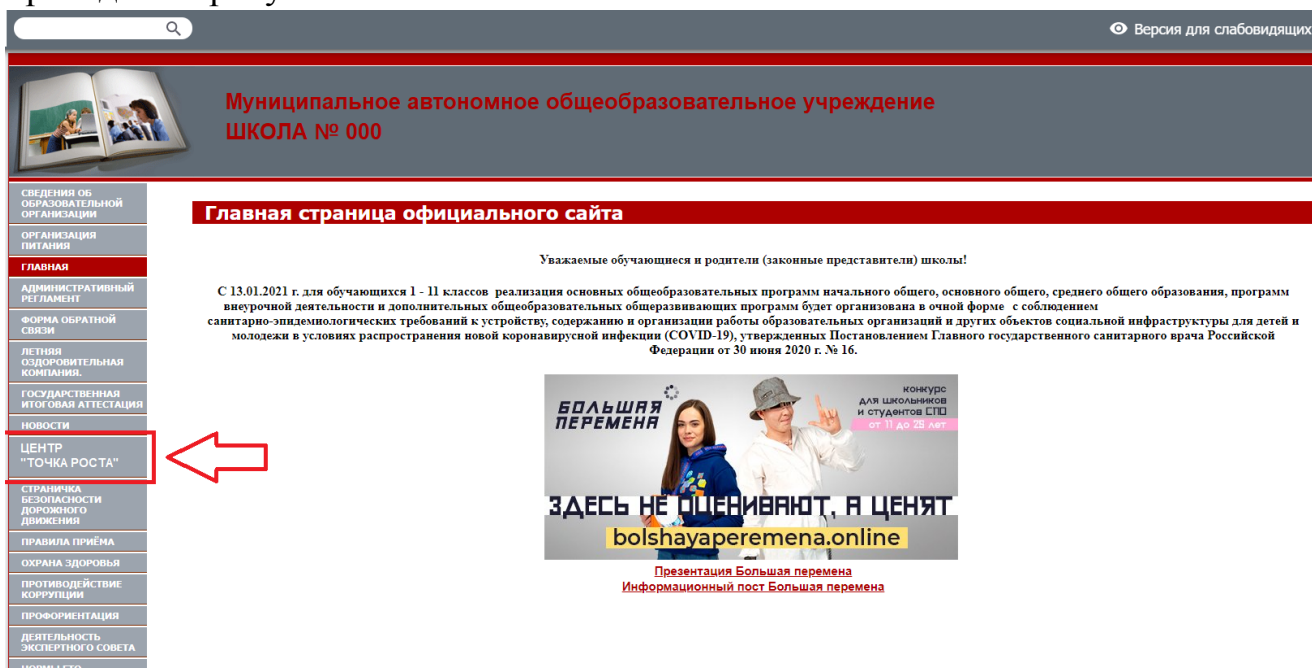 Версия для слабовидящих
Муниципальное автономное общеобразовательное учреждение
ШКОЛА № 000
СВЕДЕНИЯ ОБ
ОБРАЗОВАТЕЛЬНОЙ
ОРГАНИЗАЦИИ
ОРГАНИЗАЦИЯ
ПИТАНИЯ
ГЛАВНАЯ
АДМИНИСТРАТИВНЫЙ
РЕГЛАМЕНТ
ФОРМА ОБРАТНОЙ
СВЯЗИ
ЛЕТНЯЯ
ОЗДОРОВИТЕЛЬНАЯ
КОМПАНИЯ.
ГОСУДАРСТВЕННАЯ
ИТОГОВАЯ АТТЕСТАЦИЯ
НОВОСТИ
ЦЕНТР
"ТОЧКА РОСТА"
СТРАНИЧКА
БЕЗОПАСНОСТИ
ДОРОЖНОГО
ДВИЖЕНИЯ
ПРАВИЛА ПРИЁМА
ОХРАНА ЗДОРОВЬЯ
ПРОТИВОДЕЙСТВИЕ
КОРРУПЦИИ
ПРОФОРИЕНТАЦИЯ
ДЕЯТЕЛЬНОСТЬ
ЭКСПЕРТНОГО СОВЕТА
Главная страница официального сайта
Уважаемые обучающиеся и родители (законные представители) школы!
С 13.01.2021 г. для обучающихся 1 - 11 классов реализация основных общеобразовательных программ начального общего, основного общего, среднего общего образования, программ
внеурочной деятельности и дополнительных общеобразовательных общеразвивающих программ будет организована в очной форме с соблюдением
санитарно-эпидемиологических требований к устройству, содержанию и организации работы образовательных организаций и других объектов социальной инфраструктуры для детей и
молодежи в условиях распространения новой коронавирусной инфекции (COVID-19), утвержденных Постановлением Главного государственного санитарного врача Российской
Федерации от 30 июня 2020 г. № 16.
БОЛЬШАЯ
ПЕРЕМЕНА
конкурс
для школьников
и студентов СПО
от 11 до 25 лет
ЗДЕСЬ НЕ ОЦЕНИВАЮТ, А ЦЕНЯТ
bolshayaperemena.online
Презентация Большая перемена
Информационный пост Большая перемена